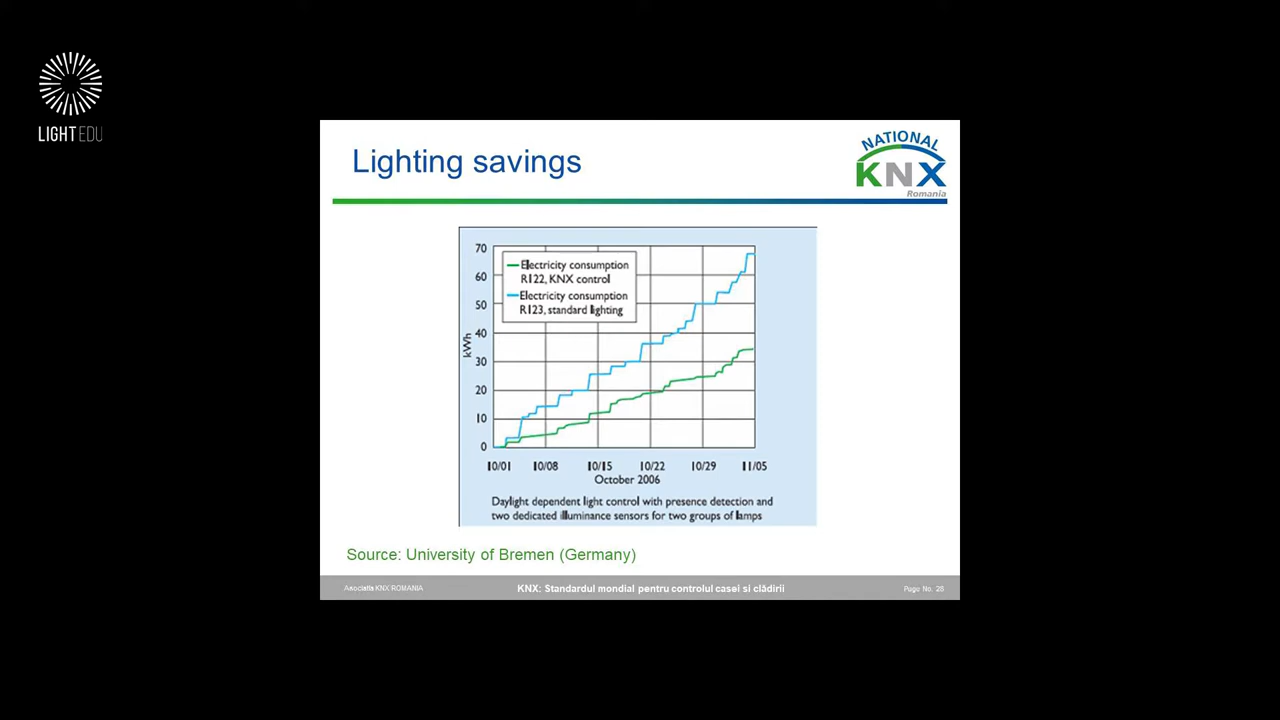 LIGHT EDU
Lighting savings
NATIONAL
KNX
Romania
70
60
50
40
30
20
10
0
kWh
Electricity consumption
R122, KNX control
Electricity consumption
R123, standard lighting
10/01 10/08 10/15 10/22 10/29 11/05
October 2006
Daylight dependent light control with presence detection and
two dedicated illuminance sensors for two groups of lamps
Source: University of Bremen (Germany)
Asociatia KNX ROMANIA
KNX: Standardul mondial pentru controlul casei si clădirii
Page No. 28